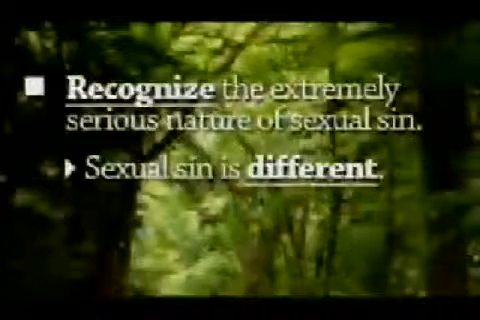 Recognize the extremely
serious nature of sexual sin.
Sexual sin is different.